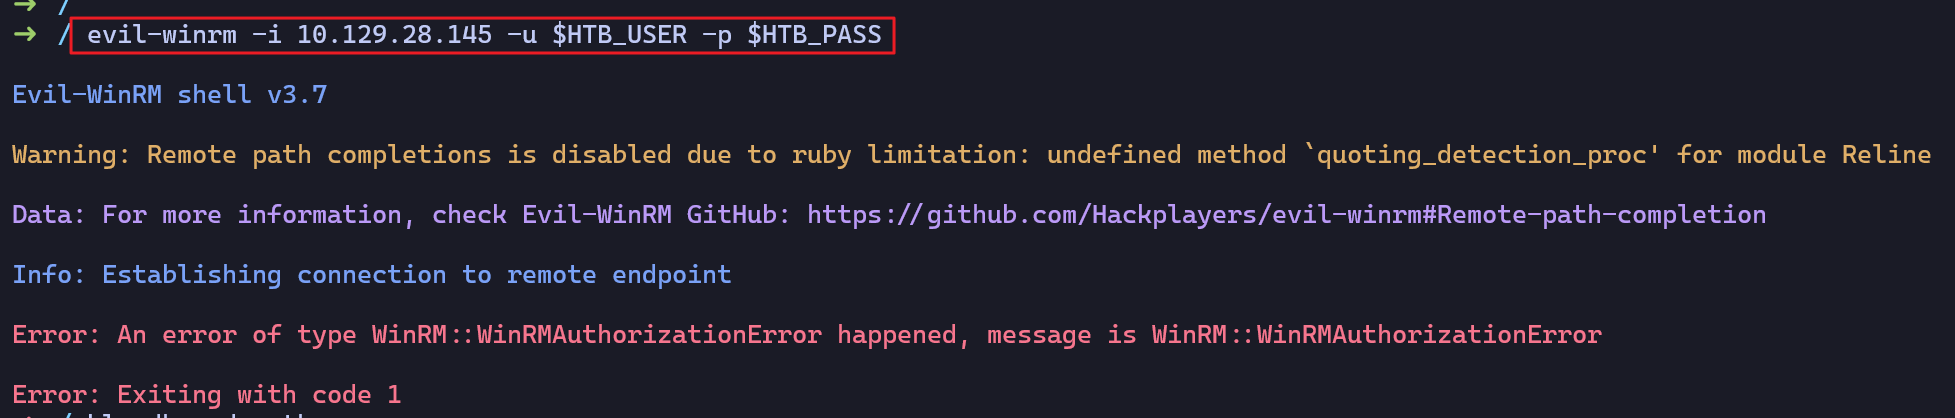 ➜ /
➜ / evil-winrm -i 10.129.28.145 -u $HTB_USER -p $HTB_PASS
Evil-WinRM shell v3.7
Warning: Remote path completions is disabled due to ruby limitation: undefined method `quoting_detection_proc' for module Reline
Data: For more information, check Evil-WinRM GitHub: https://github.com/Hackplayers/evil-winrm#Remote-path-completion
Info: Establishing connection to remote endpoint
Error: An error of type WinRM::WinRMAuthorizationError happened, message is WinRM::WinRMAuthorizationError
Error: Exiting with code 1